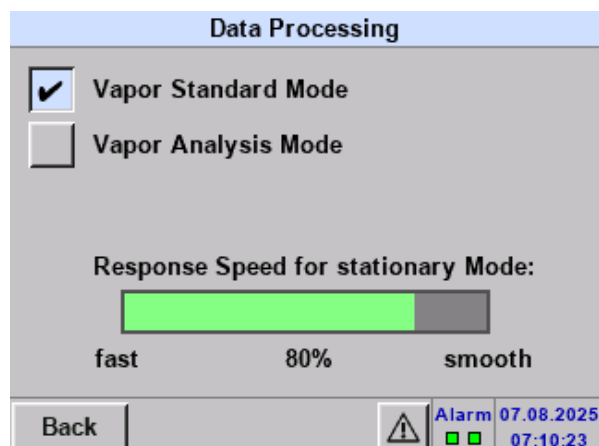 Data Processing
Vapor Standard Mode
Vapor Analysis Mode
Response Speed for stationary Mode:
fast 80% smooth
Back Alarm 07.08.2025
07:10:23